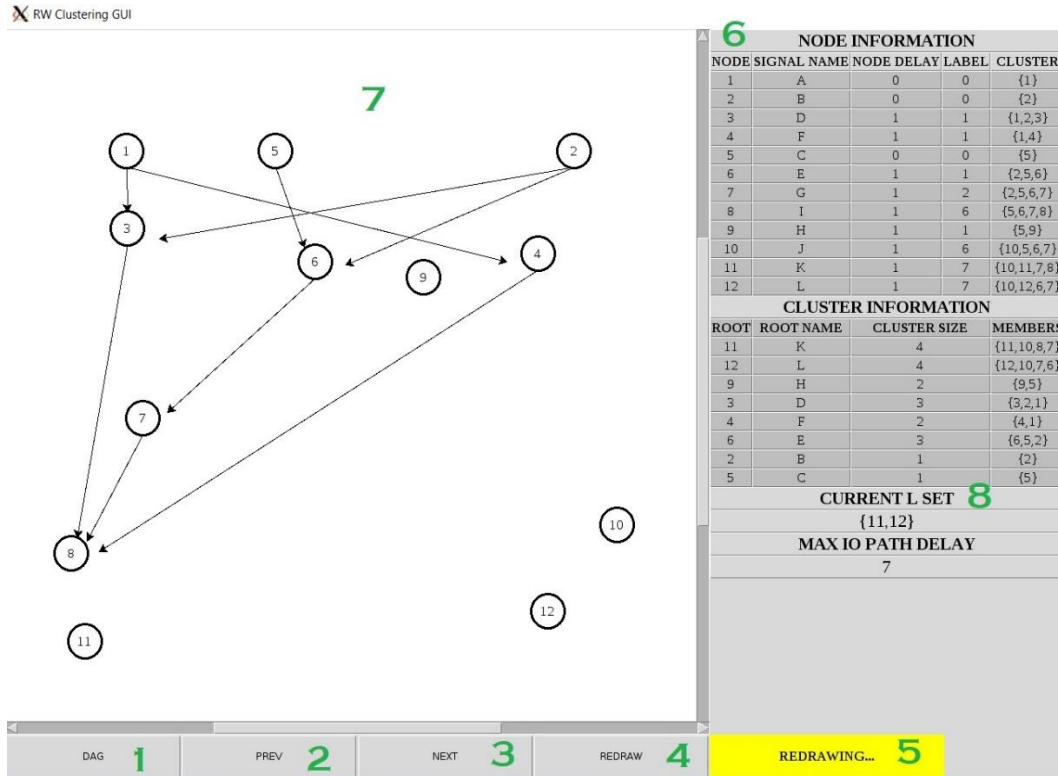 RW Clustering GUI
7
1
5
2
3
6
9
4
7
8
10
12
11
6
NODE INFORMATION
NODE SIGNAL NAME NODE DELAY LABEL CLUSTER
1 A 0 0 {1}
2 B 0 0 {2}
3 D 1 1 {1,2,3}
4 F 1 1 {1,4}
5 C 0 0 {5}
6 E 1 1 {2,5,6}
7 G 1 2 {2,5,6,7}
8 I 1 6 {5,6,7,8}
9 H 1 1 {5,9}
10 J 1 6 {10,5,6,7}
11 K 1 7 {10,11,7,8}
12 L 1 7 {10,12,6,7}
CLUSTER INFORMATION
ROOT ROOT NAME CLUSTER SIZE MEMBERS
11 K 4 {11,10,8,7}
12 L 4 {12,10,7,6}
9 H 2 {9,5}
3 D 3 {3,2,1}
4 F 2 {4,1}
6 E 3 {6,5,2}
2 B 1 {2}
5 C 1 {5}
CURRENT L SET 8
{11,12}
MAX IO PATH DELAY
7
DAG 1 PREV 2 NEXT 3 REDRAW 4 REDRAWING... 5